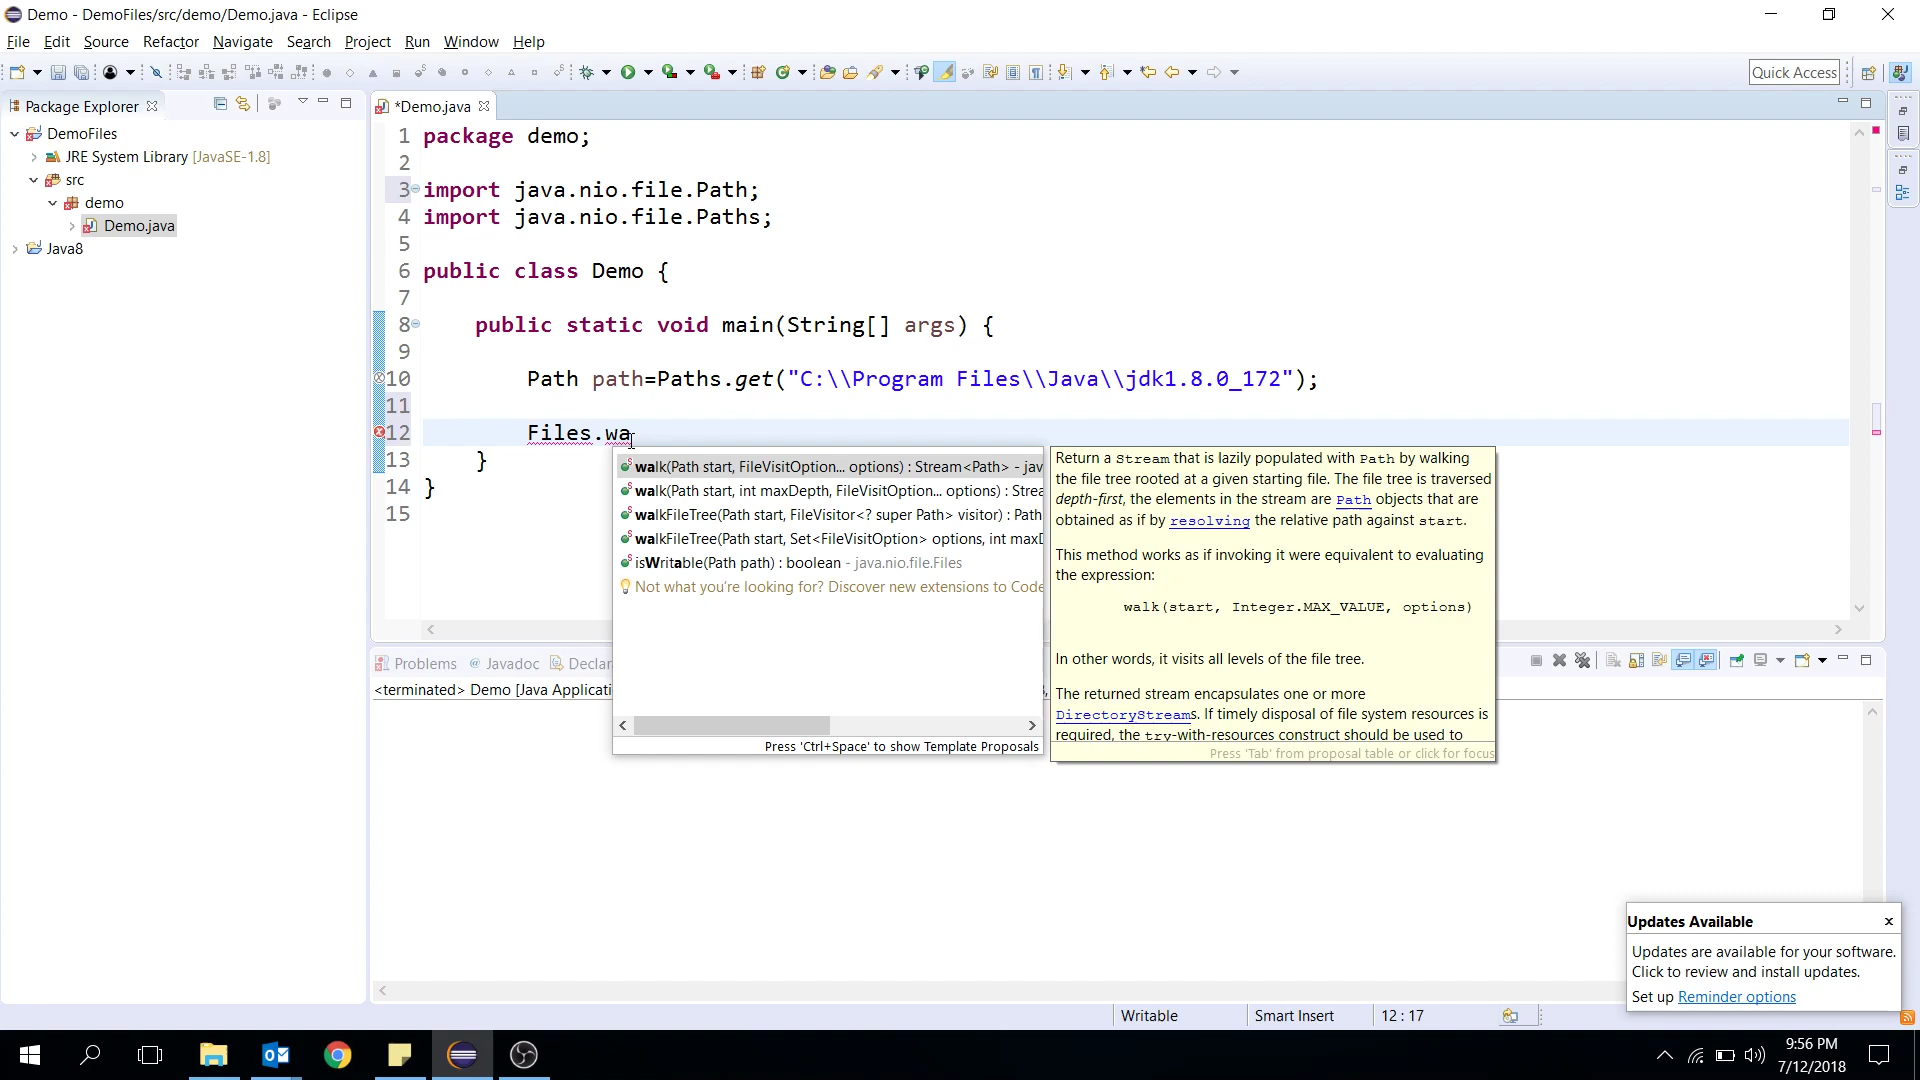 Demo - DemoFiles/src/demo/Demo.java - Eclipse
File Edit Source Refactor Navigate Search Project Run Window Help
Quick Access
Package Explorer
DemoFiles
JRE System Library [JavaSE-1.8]
src
demo
Demo.java
Java8
*Demo.java
1 package demo;
2
3 import java.nio.file.Path;
4 import java.nio.file.Paths;
5
6 public class Demo {
7
8 public static void main(String[] args) {
9
10 Path path=Paths.get("C:\\Program Files\\Java\\jdk1.8.0_172");
11
12 Files.wa
13 }
14 }
15
walk(Path start, FileVisitOption... options) : Stream<Path> - jav
walk(Path start, int maxDepth, FileVisitOption... options) : Strea
walkFileTree(Path start, FileVisitor<? super Path> visitor) : Path
walkFileTree(Path start, Set<FileVisitOption> options, int maxD
isWritable(Path path) : boolean - java.nio.file.Files
Not what you're looking for? Discover new extensions to Code
Press 'Ctrl+Space' to show Template Proposals
Return a Stream that is lazily populated with Path by walking
the file tree rooted at a given starting file. The file tree is traversed
depth-first, the elements in the stream are Path objects that are
obtained as if by resolving the relative path against start.
This method works as if invoking it were equivalent to evaluating
the expression:
walk(start, Integer.MAX_VALUE, options)
In other words, it visits all levels of the file tree.
The returned stream encapsulates one or more
DirectoryStreams. If timely disposal of file system resources is
required, the try-with-resources construct should be used to
Press 'Tab' from proposal table or click for focus
Problems @ Javadoc Declar
<terminated> Demo [Java Applicati
Updates Available
Updates are available for your software.
Click to review and install updates.
Set up Reminder options
Writable Smart Insert 12 : 17
9:56 PM
7/12/2018